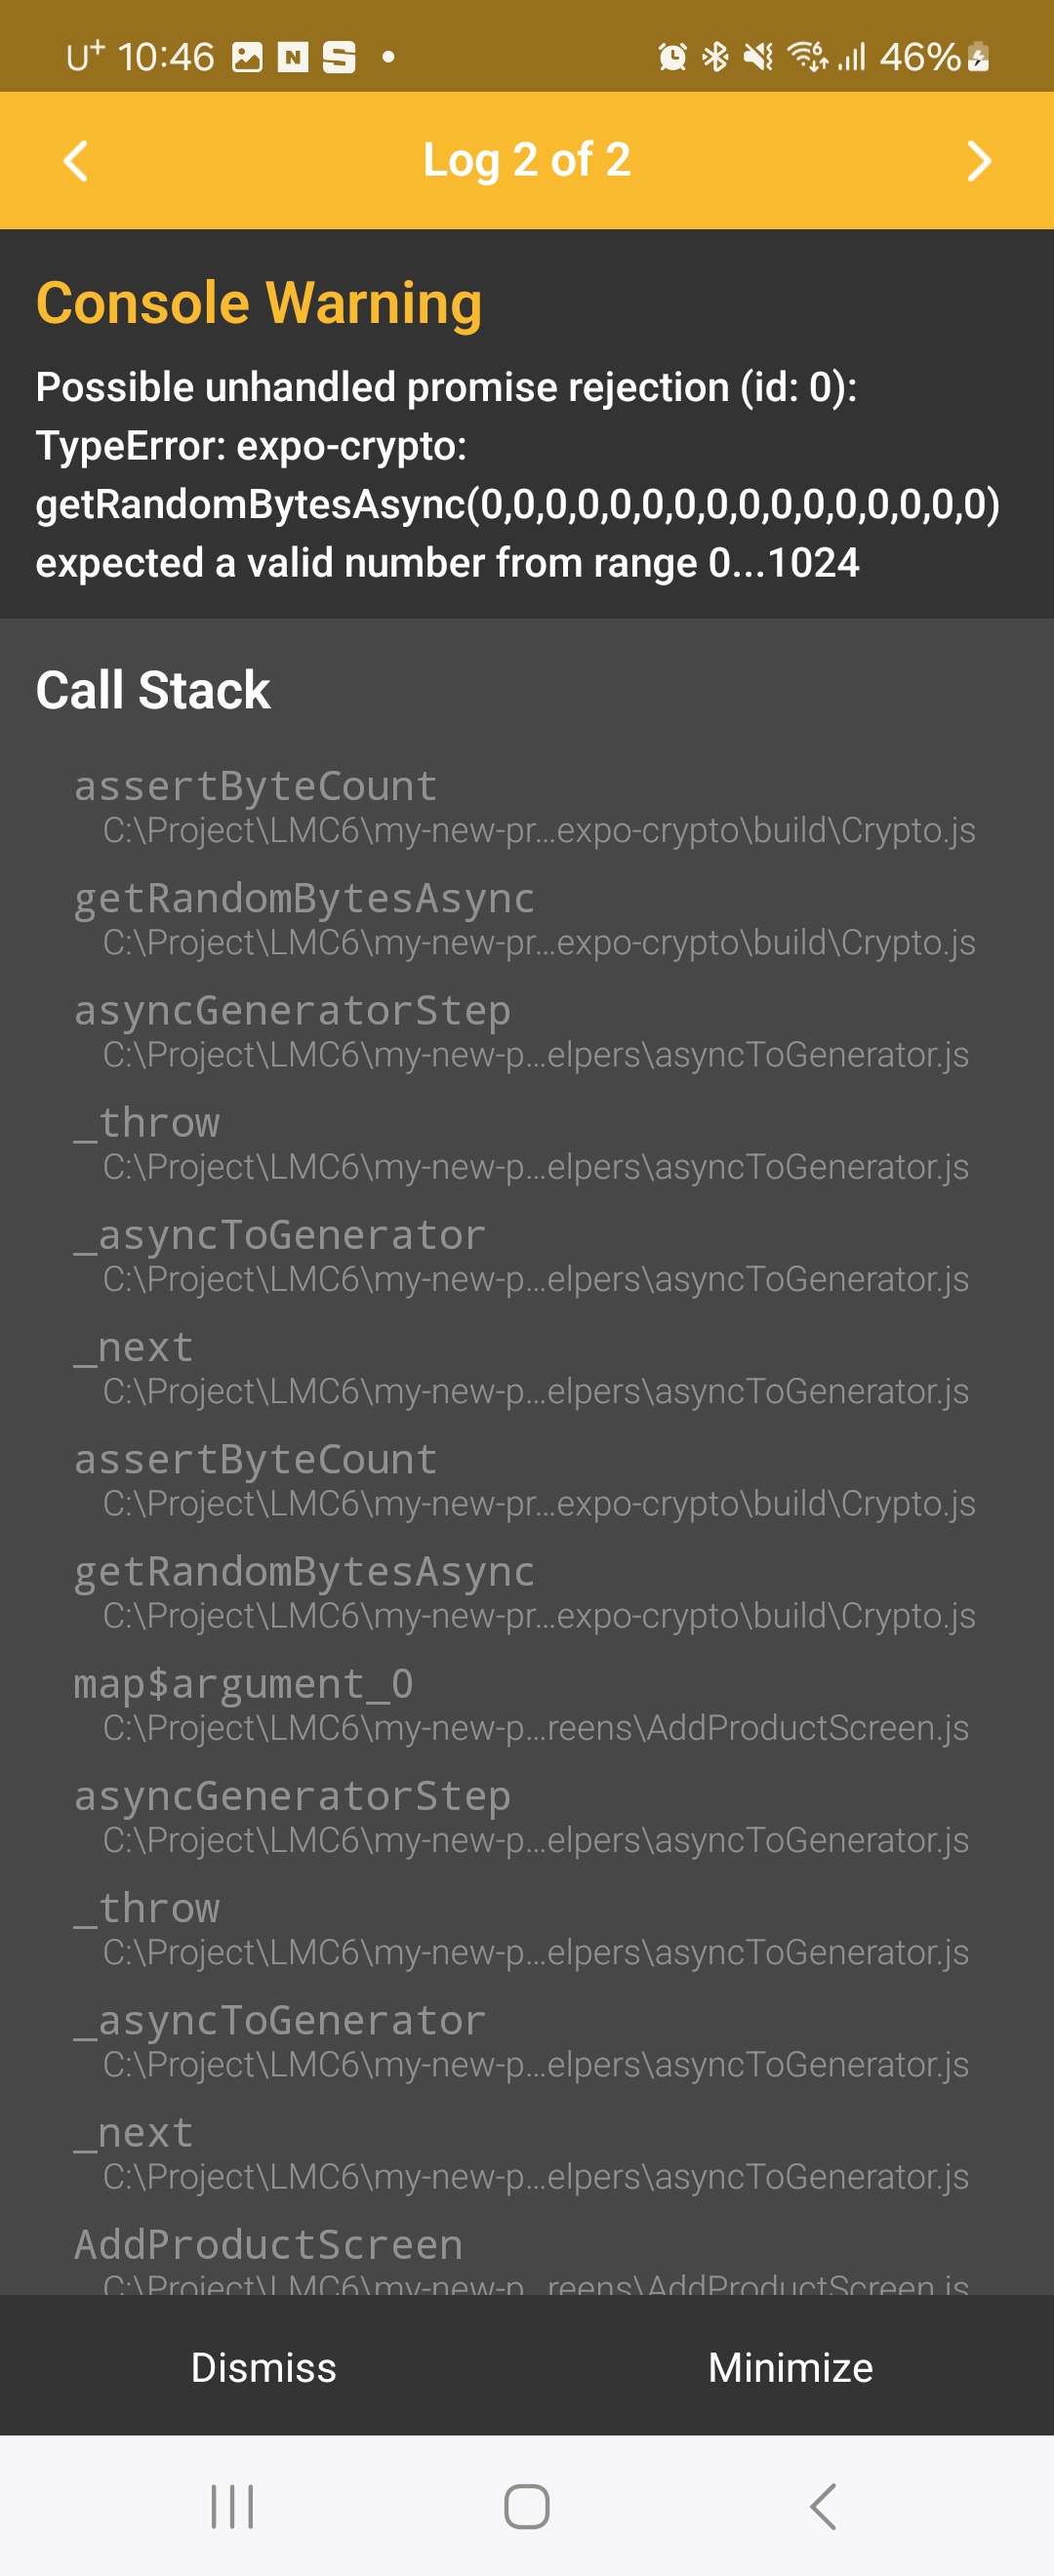 U+ 10:46 N S 6 46%
Log 2 of 2
Console Warning
Possible unhandled promise rejection (id: 0):
TypeError: expo-crypto:
getRandomBytesAsync(0,0,0,0,0,0,0,0,0,0,0,0,0,0,0,0)
expected a valid number from range 0...1024
Call Stack
assertByteCount
C:\Project\LMC6\my-new-pr...expo-crypto\build\Crypto.js
getRandomBytesAsync
C:\Project\LMC6\my-new-pr...expo-crypto\build\Crypto.js
asyncGeneratorStep
C:\Project\LMC6\my-new-p...elpers\asyncToGenerator.js
_throw
C:\Project\LMC6\my-new-p...elpers\asyncToGenerator.js
_asyncToGenerator
C:\Project\LMC6\my-new-p...elpers\asyncToGenerator.js
_next
C:\Project\LMC6\my-new-p...elpers\asyncToGenerator.js
assertByteCount
C:\Project\LMC6\my-new-pr...expo-crypto\build\Crypto.js
getRandomBytesAsync
C:\Project\LMC6\my-new-pr...expo-crypto\build\Crypto.js
map$argument_0
C:\Project\LMC6\my-new-p...reens\AddProductScreen.js
asyncGeneratorStep
C:\Project\LMC6\my-new-p...elpers\asyncToGenerator.js
_throw
C:\Project\LMC6\my-new-p...elpers\asyncToGenerator.js
_asyncToGenerator
C:\Project\LMC6\my-new-p...elpers\asyncToGenerator.js
_next
C:\Project\LMC6\my-new-p...elpers\asyncToGenerator.js
AddProductScreen
C:\Project\LMC6\my-new-p...reens\AddProductScreen.js
Dismiss Minimize